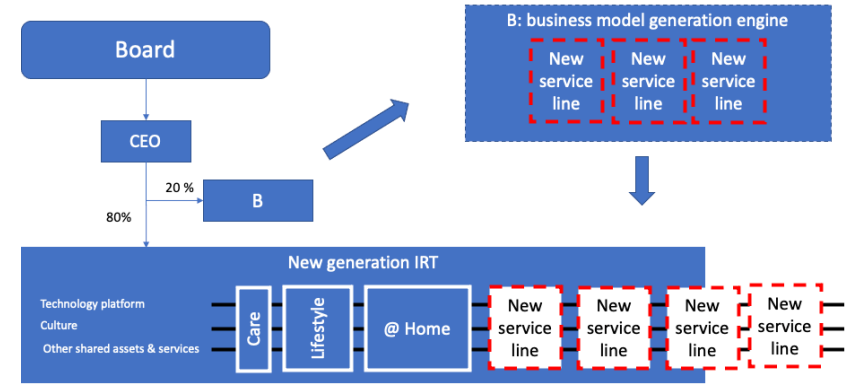 Board
CEO
20 %
80%
B
B: business model generation engine
New
service
line
New
service
line
New
service
line
New generation IRT
Technology platform
Culture
Other shared assets & services
Care
Lifestyle
@ Home
New
service
line
New
service
line
New
service
line
New
service
line